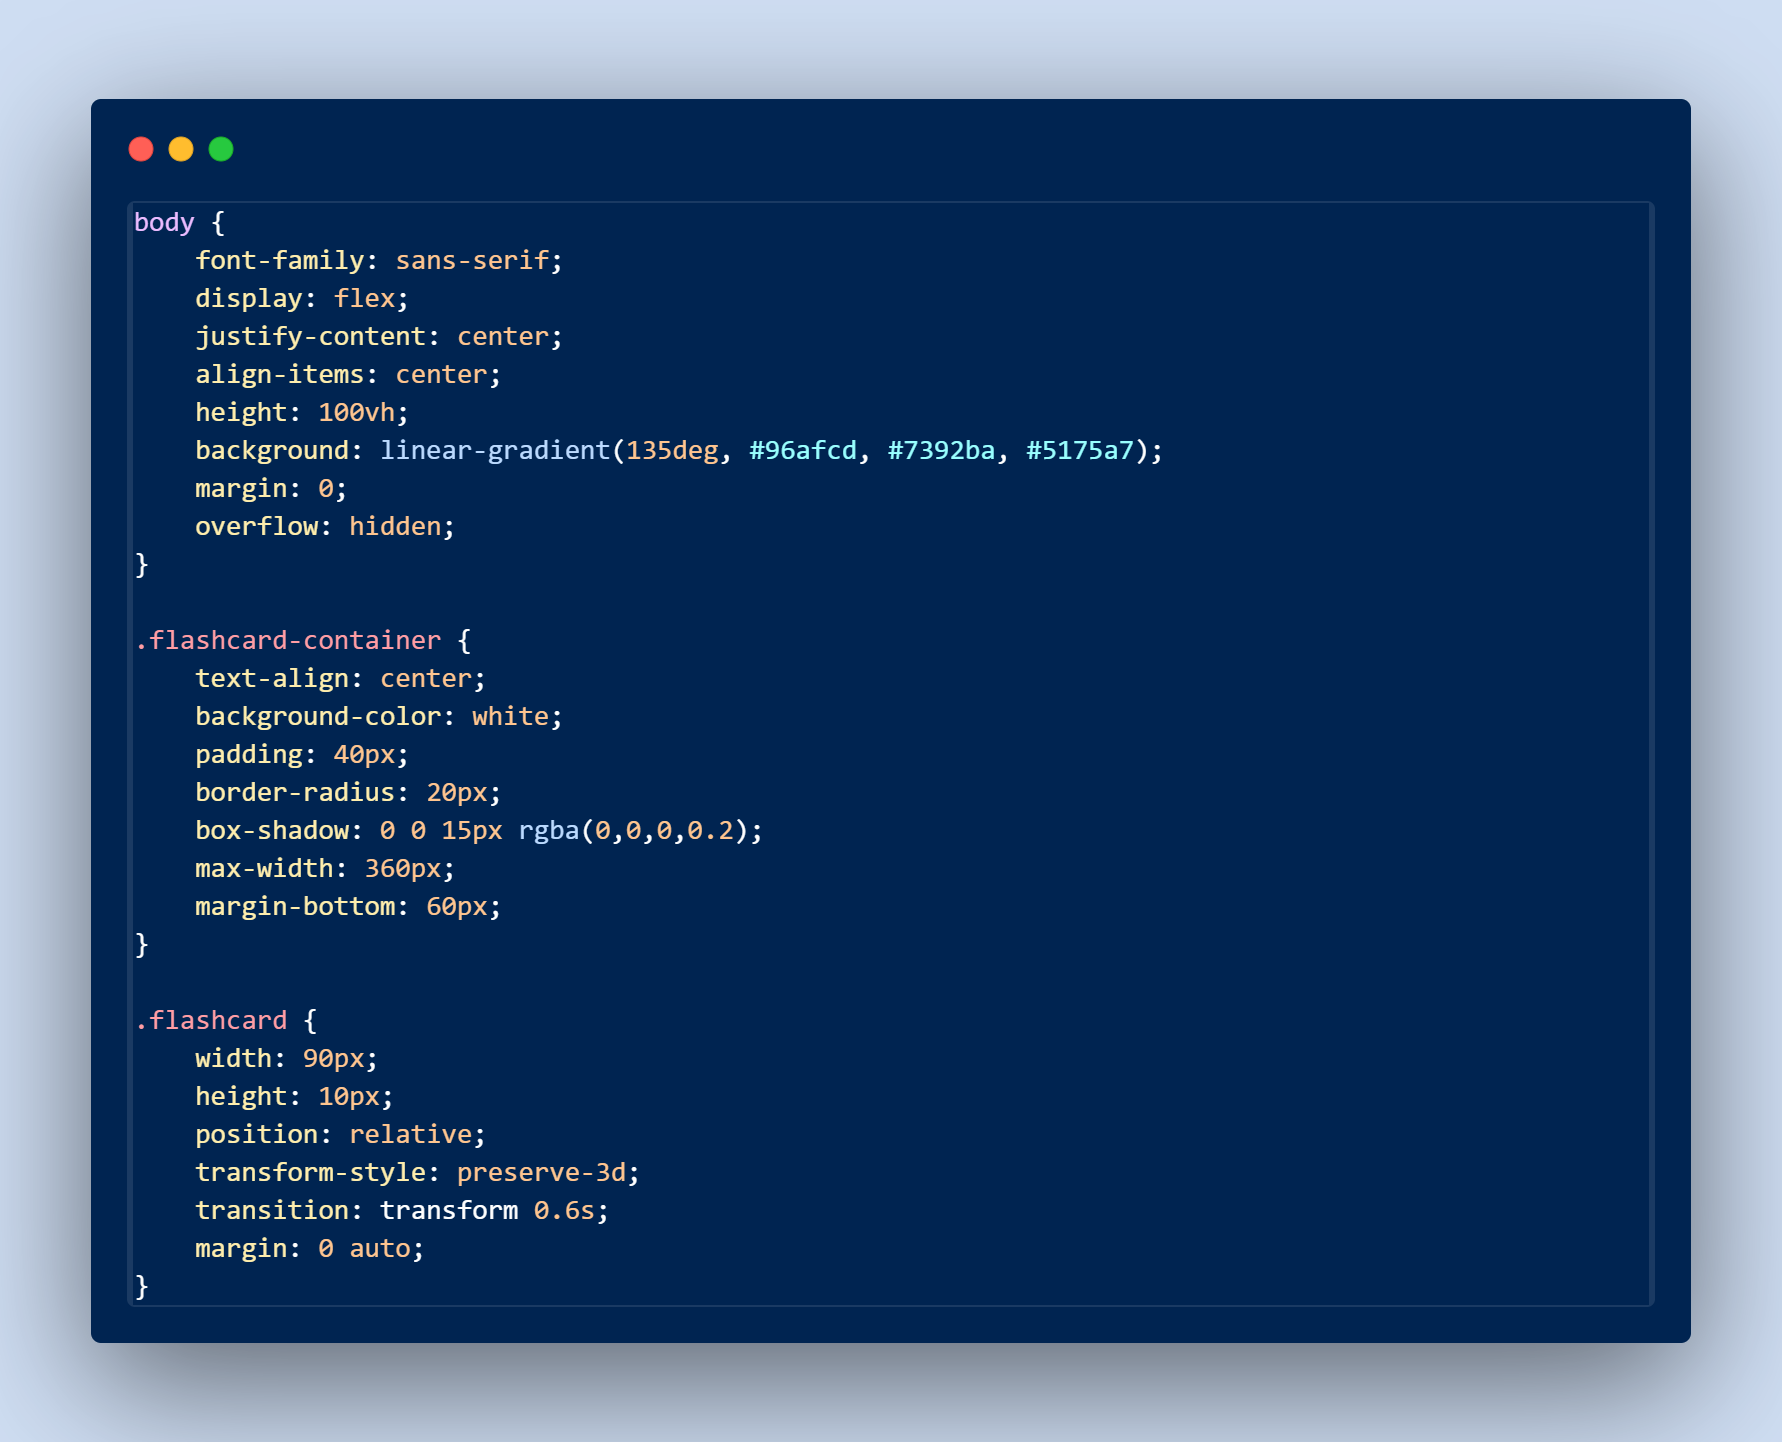 body {
    font-family: sans-serif;
    display: flex;
    justify-content: center;
    align-items: center;
    height: 100vh;
    background: linear-gradient(135deg, #96afcd, #7392ba, #5175a7);
    margin: 0;
    overflow: hidden;
}

.flashcard-container {
    text-align: center;
    background-color: white;
    padding: 40px;
    border-radius: 20px;
    box-shadow: 0 0 15px rgba(0,0,0,0.2);
    max-width: 360px;
    margin-bottom: 60px;
}

.flashcard {
    width: 90px;
    height: 10px;
    position: relative;
    transform-style: preserve-3d;
    transition: transform 0.6s;
    margin: 0 auto;
}